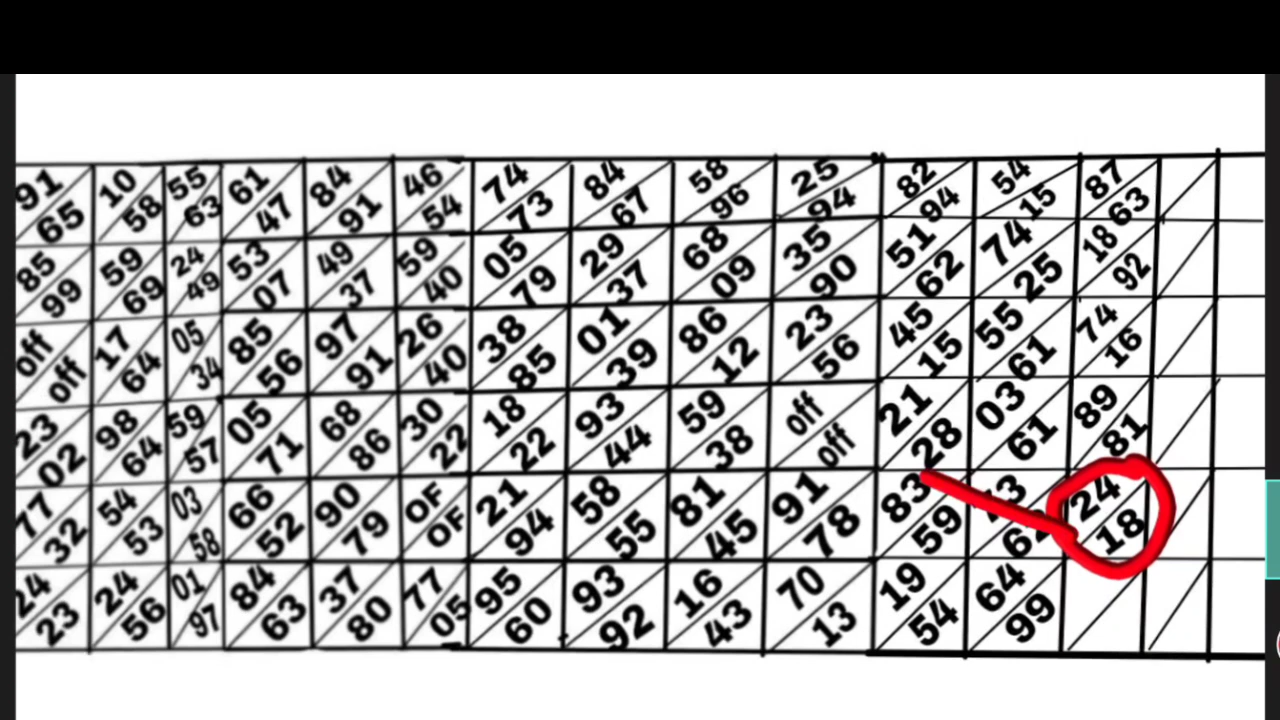 91 10 55 61 84 46 74 84 58 25 82 54 87
65 58 63 47 91 54 73 67 96 94 94 15 63
85 59 24 53 49 59 05 29 68 35 51 74 18
99 69 49 07 37 40 79 37 09 90 62 25 92
off 17 05 85 97 26 38 01 86 23 45 55 74
off 64 34 56 91 40 85 39 12 56 15 61 16
23 98 59 05 68 30 18 93 59 off 21 03 89
02 64 57 71 86 22 22 44 38 off 28 61 81
77 54 03 66 90 OF 21 58 81 91 83 24
32 53 58 52 79 OF 94 55 45 78 59 18
24 24 01 84 37 77 95 93 16 70 19 64
23 56 97 63 80 05 60 92 43 13 54 99